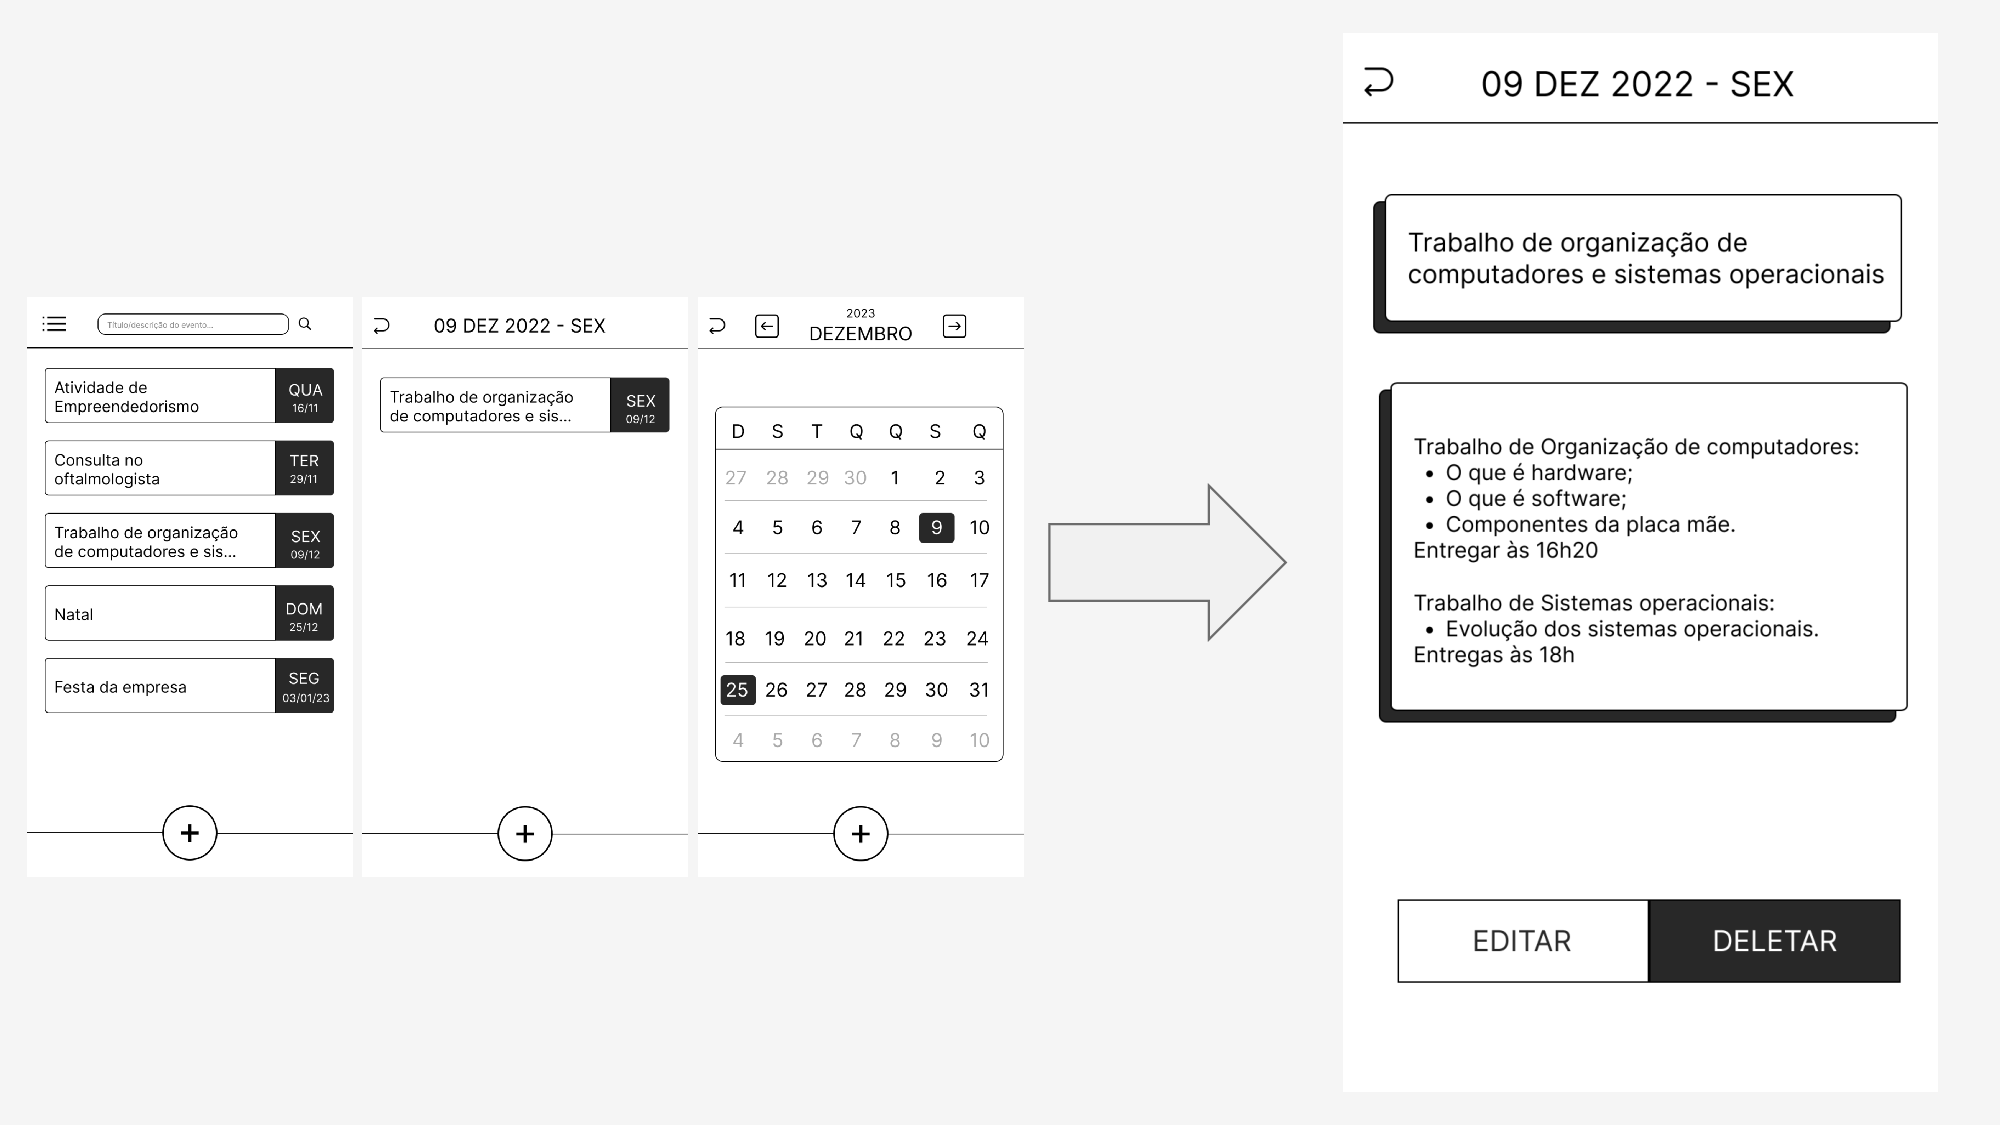 Título/descrição do evento...
Atividade de
Empreendedorismo
QUA
16/11
Consulta no
oftalmologista
TER
29/11
Trabalho de organização
de computadores e sis...
SEX
09/12
Natal
DOM
25/12
Festa da empresa
SEG
03/01/23
+
09 DEZ 2022 - SEX
Trabalho de organização
de computadores e sis...
SEX
09/12
+
2023
DEZEMBRO
D S T Q Q S Q
27 28 29 30 1 2 3
4 5 6 7 8 9 10
11 12 13 14 15 16 17
18 19 20 21 22 23 24
25 26 27 28 29 30 31
4 5 6 7 8 9 10
+
09 DEZ 2022 - SEX
Trabalho de organização de
computadores e sistemas operacionais
Trabalho de Organização de computadores:
• O que é hardware;
• O que é software;
• Componentes da placa mãe.
Entregar às 16h20
Trabalho de Sistemas operacionais:
• Evolução dos sistemas operacionais.
Entregas às 18h
EDITAR
DELETAR